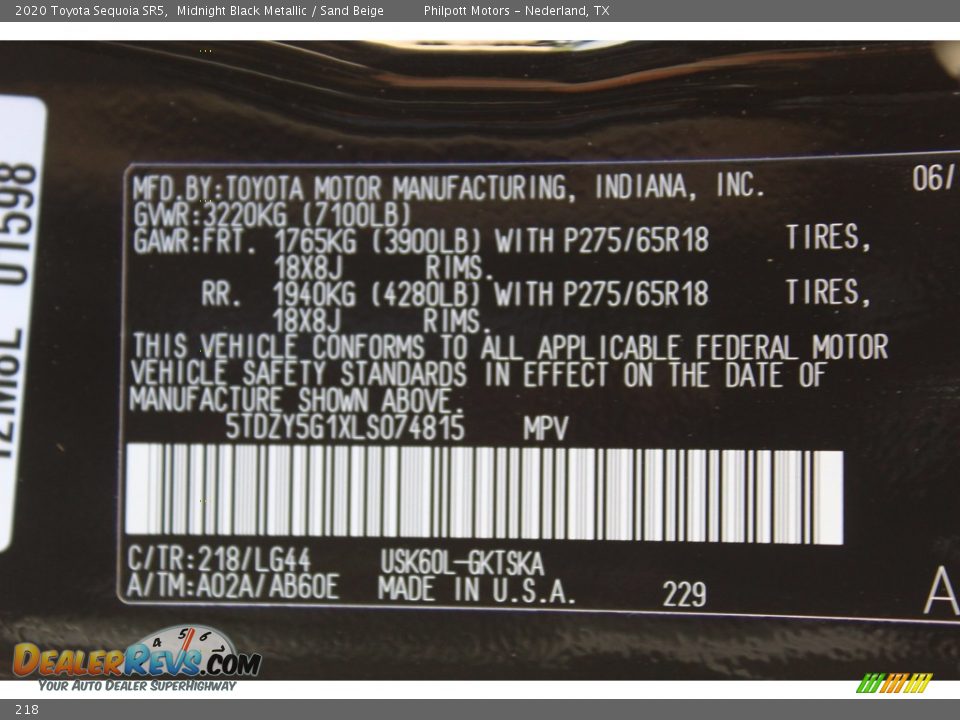 2020 Toyota Sequoia SR5, Midnight Black Metallic / Sand Beige Philpott Motors - Nederland, TX
MFD.BY:TOYOTA MOTOR MANUFACTURING, INDIANA, INC. 06/
GVWR:3220KG (7100LB)
GAWR:FRT. 1765KG (3900LB) WITH P275/65R18 TIRES,
18X8J RIMS.
RR. 1940KG (4280LB) WITH P275/65R18 TIRES,
18X8J RIMS.
THIS VEHICLE CONFORMS TO ALL APPLICABLE FEDERAL MOTOR
VEHICLE SAFETY STANDARDS IN EFFECT ON THE DATE OF
MANUFACTURE SHOWN ABOVE.
5TDZY5G1XLS074815 MPV
C/TR:218/LG44 USK60L-GKTSKA
A/TM:A02A/AB60E MADE IN U.S.A. 229 A
01598
4 5 6
DealerRevs.com
Your Auto Dealer SuperHighway
218